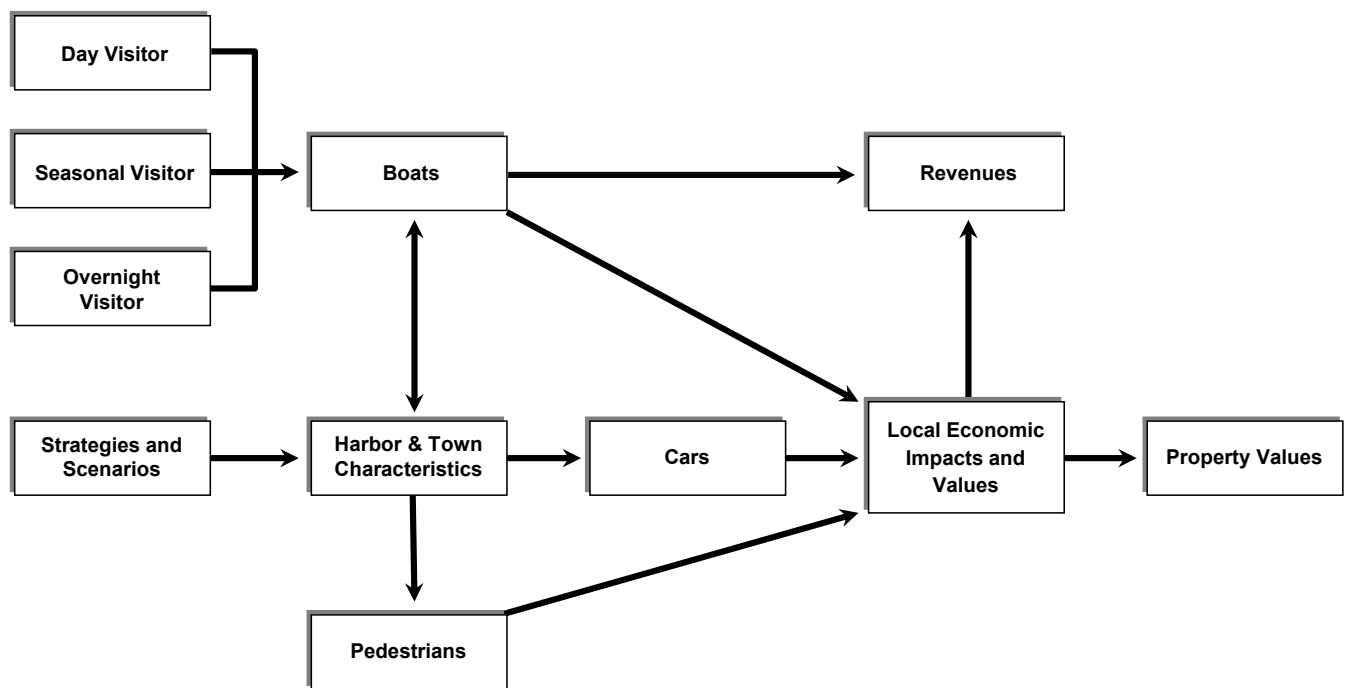 Day Visitor
Seasonal Visitor
Boats
Revenues
Overnight
Visitor
Strategies and
Scenarios
Harbor & Town
Characteristics
Cars
Local Economic
Impacts and
Values
Property Values
Pedestrians